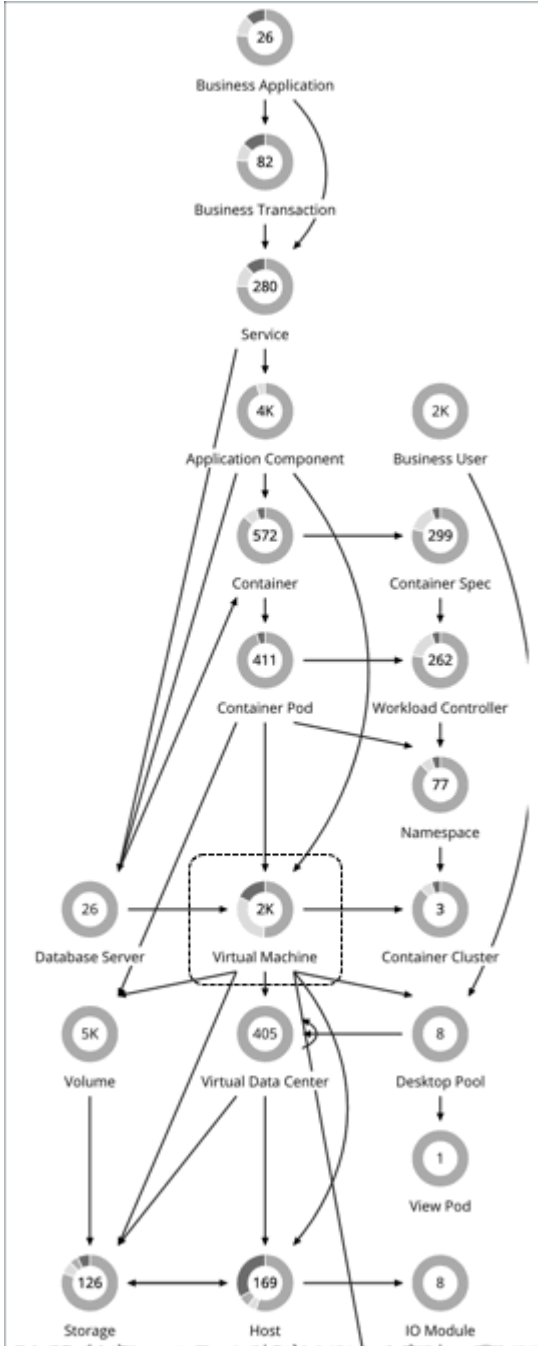 26
Business Application
82
Business Transaction
280
Service
4K
2K
Application Component
Business User
572
299
Container
Container Spec
411
262
Container Pod
Workload Controller
77
Namespace
26
2K
3
Database Server
Virtual Machine
Container Cluster
5K
405
8
Volume
Virtual Data Center
Desktop Pool
1
View Pod
126
169
8
Storage
Host
IO Module